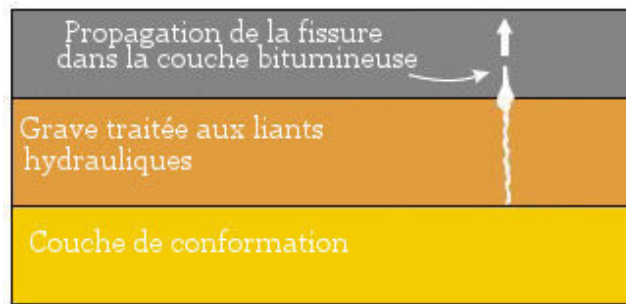 Propagation de la fissure
dans la couche bitumineuse
Grave traitée aux liants
hydrauliques
Couche de conformation